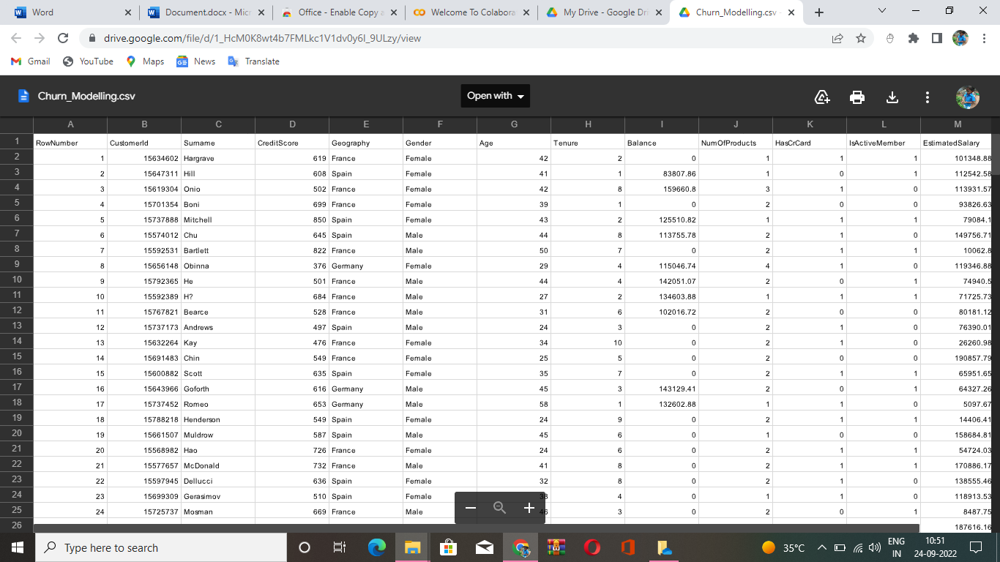 Word
Document.docx - Micr
Office - Enable Copy a
Welcome To Colabora
My Drive - Google Dri
Churn_Modelling.csv -
drive.google.com/file/d/1_HcM0K8wt4b7FMLkc1V1dv0y6I_9ULzy/view
Gmail YouTube Maps News Translate
Churn_Modelling.csv Open with
A B C D E F G H I J K L M
1 RowNumber CustomerId Surname CreditScore Geography Gender Age Tenure Balance NumOfProducts HasCrCard IsActiveMember EstimatedSalary
2 1 15634602 Hargrave 619 France Female 42 2 0 1 1 1 101348.88
3 2 15647311 Hill 608 Spain Female 41 1 83807.86 1 0 1 112542.58
4 3 15619304 Onio 502 France Female 42 8 159660.8 3 1 0 113931.57
5 4 15701354 Boni 699 France Female 39 1 0 2 0 0 93826.63
6 5 15737888 Mitchell 850 Spain Female 43 2 125510.82 1 1 1 79084.1
7 6 15574012 Chu 645 Spain Male 44 8 113755.78 2 1 0 149756.71
8 7 15592531 Bartlett 822 France Male 50 7 0 2 1 1 10062.8
9 8 15656148 Obinna 376 Germany Female 29 4 115046.74 4 1 0 119346.88
10 9 15792365 He 501 France Male 44 4 142051.07 2 0 1 74940.5
11 10 15592389 H? 684 France Male 27 2 134603.88 1 1 1 71725.73
12 11 15767821 Bearce 528 France Male 31 6 102016.72 2 0 0 80181.12
13 12 15737173 Andrews 497 Spain Male 24 3 0 2 1 0 76390.01
14 13 15632264 Kay 476 France Female 34 10 0 2 1 0 26260.98
15 14 15691483 Chin 549 France Female 25 5 0 2 0 0 190857.79
16 15 15600882 Scott 635 Spain Female 35 7 0 2 1 1 65951.65
17 16 15643966 Goforth 616 Germany Male 45 3 143129.41 2 0 1 64327.26
18 17 15737452 Romeo 653 Germany Male 58 1 132602.88 1 1 0 5097.67
19 18 15788218 Henderson 549 Spain Female 24 9 0 2 1 1 14406.41
20 19 15661507 Muldrow 587 Spain Male 45 6 0 1 0 0 158684.81
21 20 15568982 Hao 726 France Female 24 6 0 2 1 1 54724.03
22 21 15577657 McDonald 732 France Male 41 8 0 2 1 1 170886.17
23 22 15597945 Dellucci 636 Spain Female 32 8 0 2 1 0 138555.46
24 23 15699309 Gerasimov 510 Spain Female 38 4 0 1 1 0 118913.53
25 24 15725737 Mosman 669 France Male 46 3 0 2 0 1 8487.75
26 187616.16
Type here to search
35°C
ENG
IN
10:51
24-09-2022